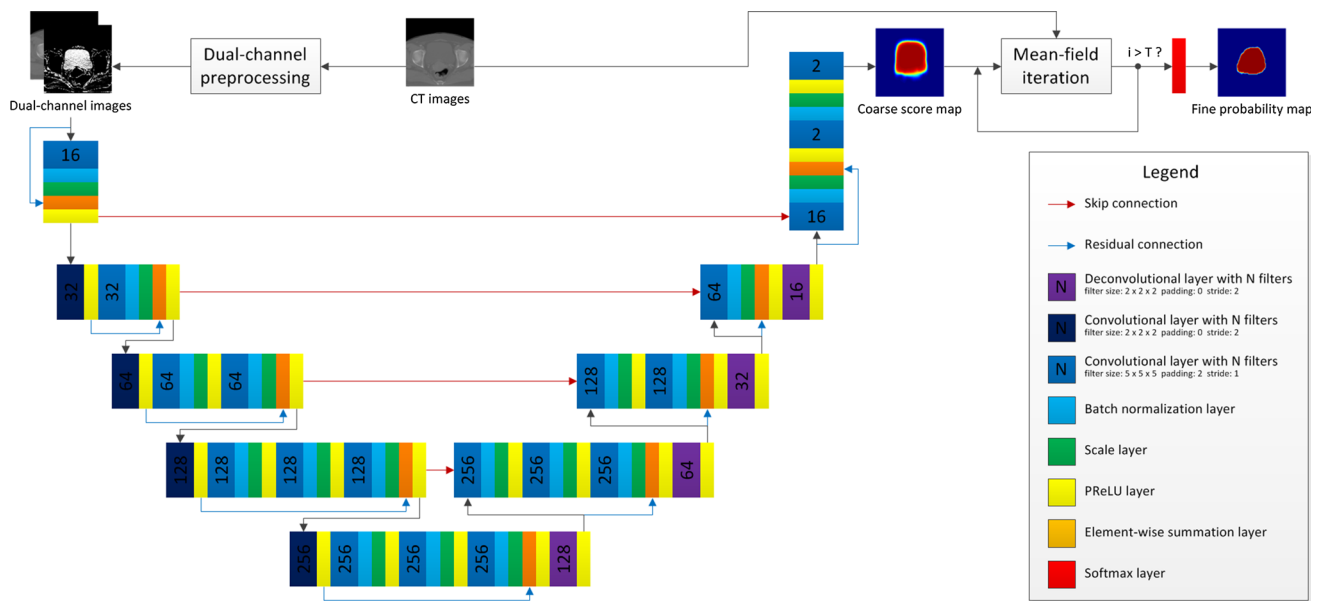 Dual-channel
preprocessing
Dual-channel images
CT images
2
2
16
Coarse score map
Mean-field
iteration
i > T ?
Fine probability map
16
32
32
64
16
64
64
64
128
128
32
128
128
128
128
256
256
256
64
256
256
256
256
128
Legend
Skip connection
Residual connection
N
Deconvolutional layer with N filters
filter size: 2 x 2 x 2 padding: 0 stride: 2
N
Convolutional layer with N filters
filter size: 2 x 2 x 2 padding: 0 stride: 2
N
Convolutional layer with N filters
filter size: 5 x 5 x 5 padding: 2 stride: 1
Batch normalization layer
Scale layer
PReLU layer
Element-wise summation layer
Softmax layer